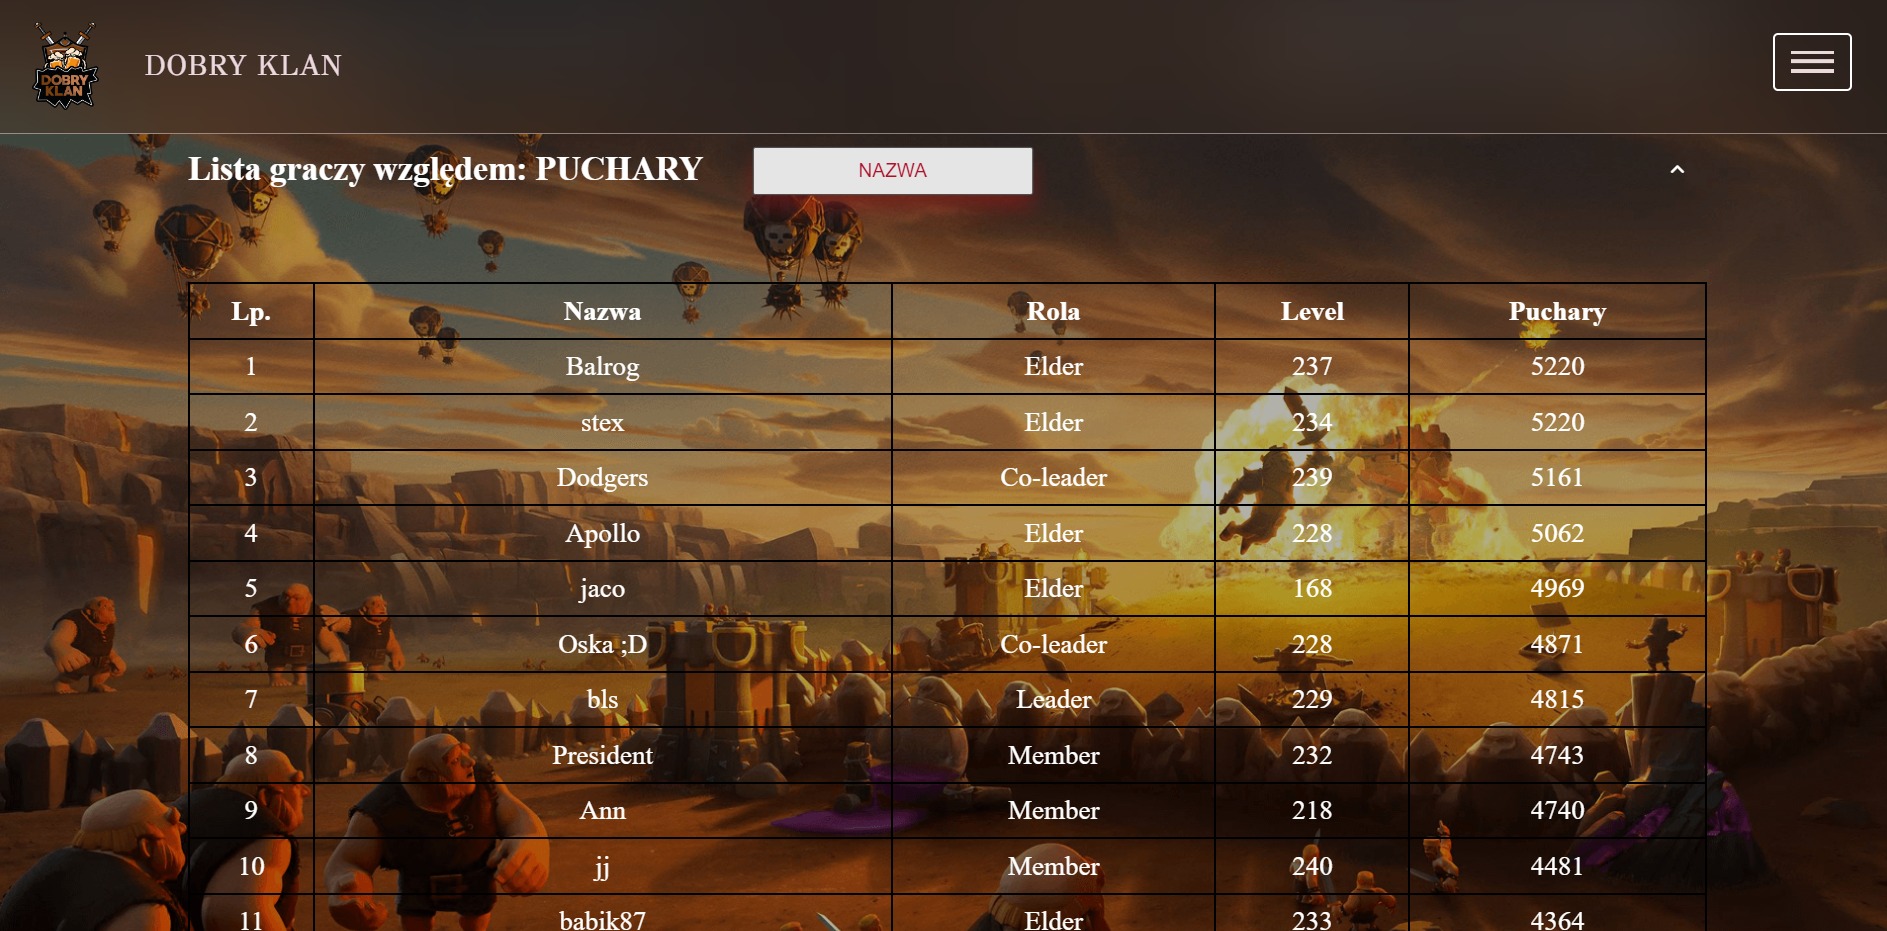 DOBRY
KLAN
DOBRY KLAN
Lista graczy względem: PUCHARY
NAZWA
Lp. Nazwa Rola Level Puchary
1 Balrog Elder 237 5220
2 stex Elder 234 5220
3 Dodgers Co-leader 239 5161
4 Apollo Elder 228 5062
5 jaco Elder 168 4969
6 Oska ;D Co-leader 228 4871
7 bls Leader 229 4815
8 President Member 232 4743
9 Ann Member 218 4740
10 jj Member 240 4481
11 babik87 Elder 233 4364